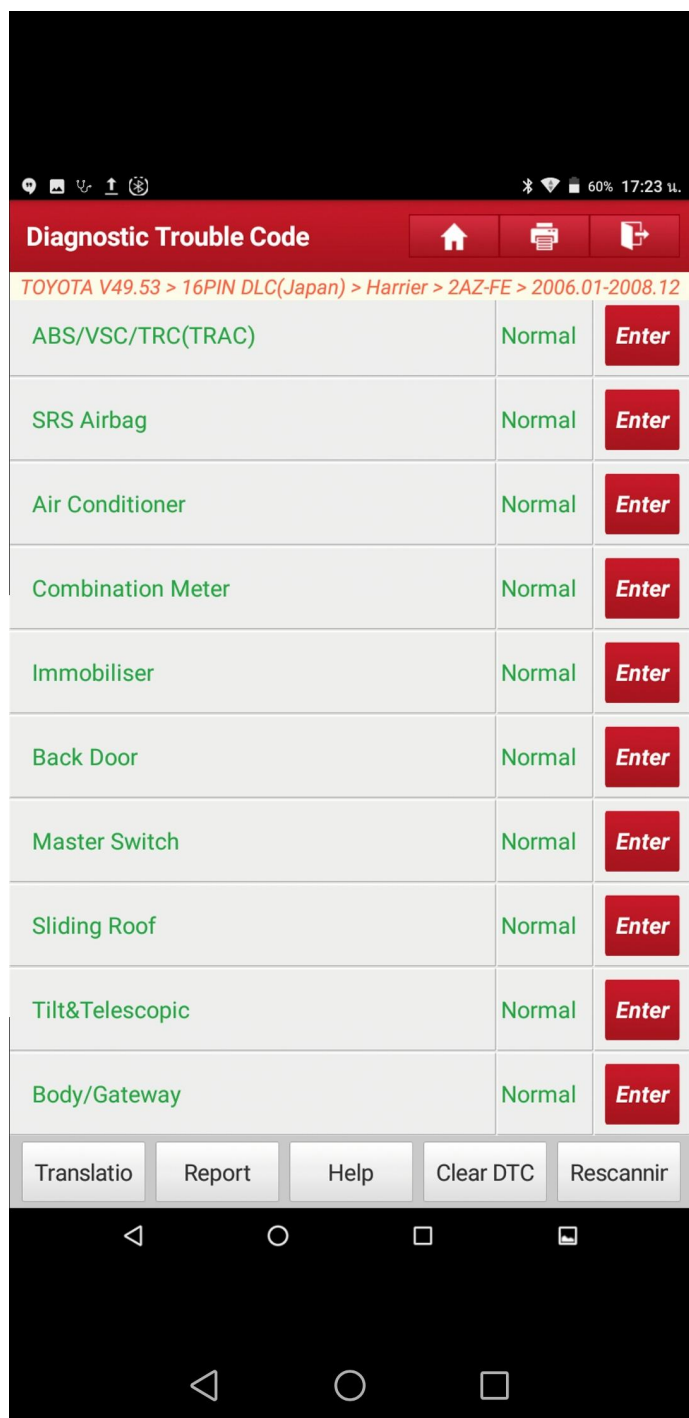 60% 17:23 น.
Diagnostic Trouble Code
TOYOTA V49.53 > 16PIN DLC(Japan) > Harrier > 2AZ-FE > 2006.01-2008.12
ABS/VSC/TRC(TRAC) Normal Enter
SRS Airbag Normal Enter
Air Conditioner Normal Enter
Combination Meter Normal Enter
Immobiliser Normal Enter
Back Door Normal Enter
Master Switch Normal Enter
Sliding Roof Normal Enter
Tilt&Telescopic Normal Enter
Body/Gateway Normal Enter
Translatio Report Help Clear DTC Rescannir